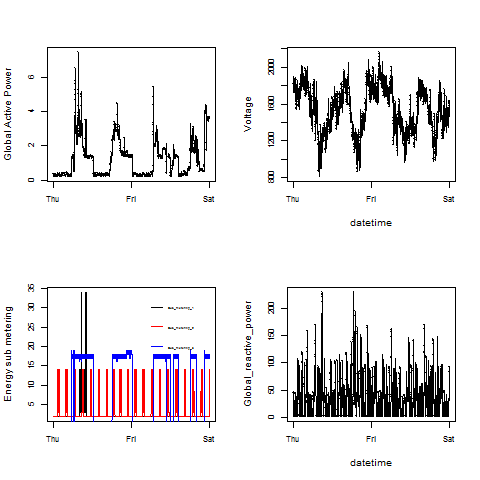 Global Active Power
6
4
2
0
Thu
Fri
Sat
Voltage
2000
1600
1200
800
Thu
Fri
Sat
datetime
Energy sub metering
35
30
25
20
15
10
5
Thu
Fri
Sat
Global_reactive_power
200
150
100
50
0
Thu
Fri
Sat
datetime